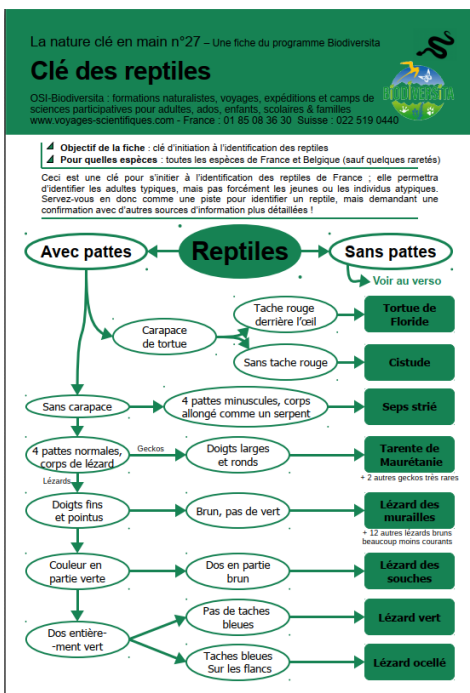 La nature clé en main n°27 – Une fiche du programme Biodiversita
Clé des reptiles
OSI-Biodiversita : formations naturalistes, voyages, expéditions et camps de
sciences participatives pour adultes, ados, enfants, scolaires & familles
www.voyages-scientifiques.com - France : 01 85 08 36 30 Suisse : 022 519 0440
BIODIVERSITA
Objectif de la fiche : clé d'initiation à l'identification des reptiles
Pour quelles espèces : toutes les espèces de France et Belgique (sauf quelques raretés)
Ceci est une clé pour s'initier à l'identification des reptiles de France ; elle permettra
d'identifier les adultes typiques, mais pas forcément les jeunes ou les individus atypiques.
Servez-vous en donc comme une piste pour identifier un reptile, mais demandant une
confirmation avec d'autres sources d'information plus détaillées !
Avec pattes
Reptiles
Sans pattes
Voir au verso
Carapace
de tortue
Tache rouge
derrière l'œil
Tortue de
Floride
Sans tache rouge
Cistude
Sans carapace
4 pattes minuscules, corps
allongé comme un serpent
Seps strié
4 pattes normales,
corps de lézard
Geckos
Doigts larges
et ronds
Tarente de
Maurétanie
+ 2 autres geckos très rares
Lézards
Doigts fins
et pointus
Brun, pas de vert
Lézard des
murailles
+ 12 autres lézards bruns
beaucoup moins courants
Couleur en
partie verte
Dos en partie
brun
Lézard des
souches
Dos entière-
-ment vert
Pas de taches
bleues
Lézard vert
Taches bleues
Sur les flancs
Lézard ocellé